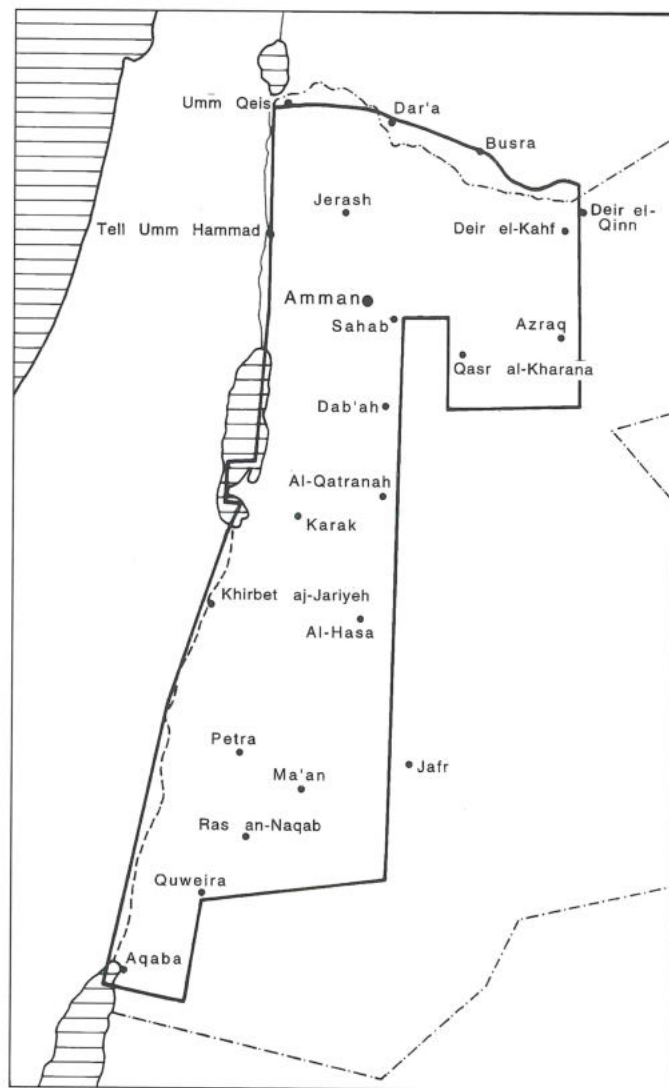 Umm Qeis
Dar'a
Busra
Jerash
Deir el-
Qinn
Tell Umm Hammad
Deir el-Kahf
Amman
Sahab
Azraq
Qasr al-Kharana
Dab'ah
Al-Qatranah
Karak
Khirbet aj-Jariyeh
Al-Hasa
Petra
Jafr
Ma'an
Ras an-Naqab
Quweira
Aqaba